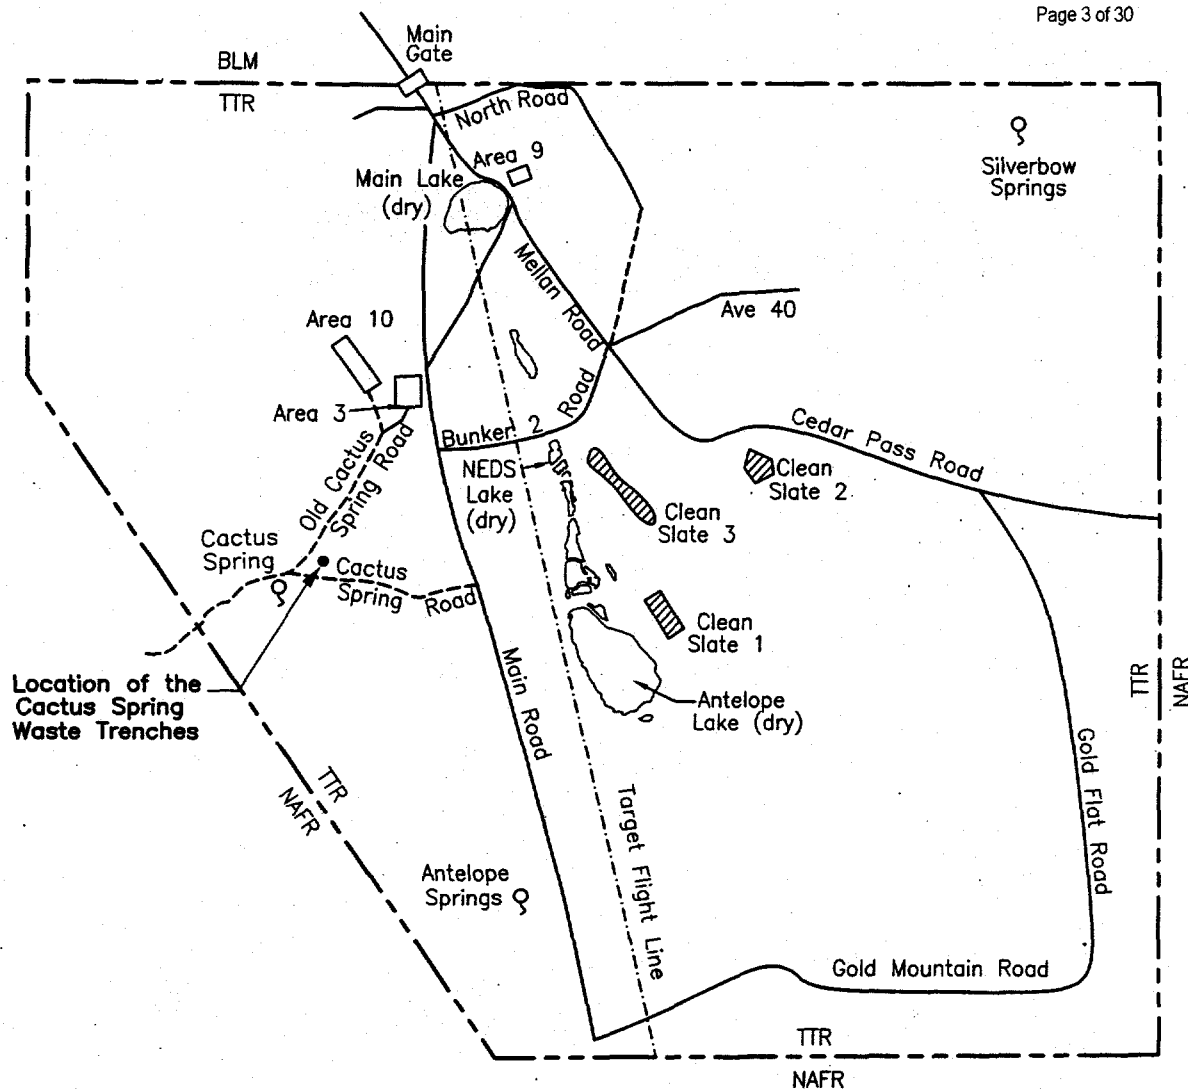 Page 3 of 30
Main
Gate
BLM
TTR
North Road
Area 9
Main Lake
(dry)
Silverbow
Springs
Mellan Road
Ave 40
Area 10
Area 3
Bunker 2 Road
Cedar Pass Road
Old Cactus
Spring Road
NEDS
Lake
(dry)
Clean
Slate 2
Clean
Slate 3
Cactus
Spring
Cactus
Spring Road
Clean
Slate 1
Main Road
Location of the
Cactus Spring
Waste Trenches
Antelope
Lake (dry)
TTR
NAFR
TTR
NAFR
Gold Flat Road
Target Flight Line
Antelope
Springs
Gold Mountain Road
TTR
NAFR